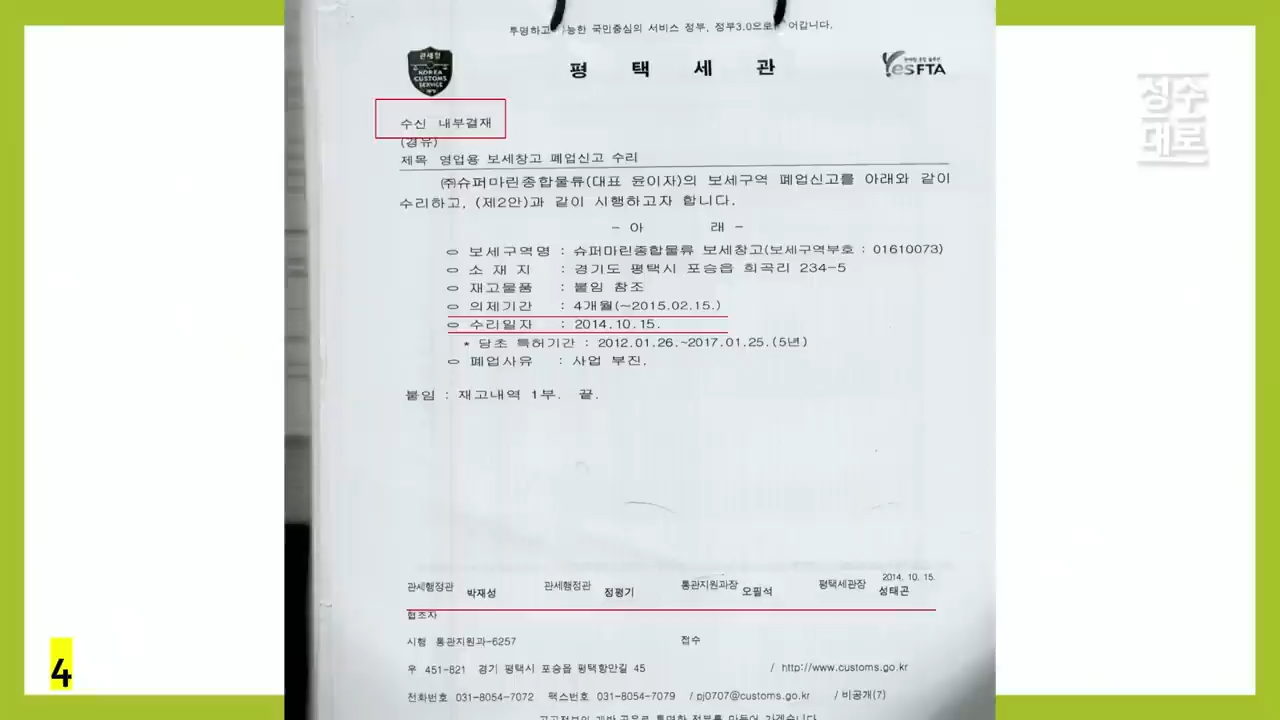 투명하고 능한 국민중심의 서비스 정부, 정부3.0으로 어갑니다.
관세청
KOREA
CUSTOMS
SERVICE
평 택 세 관
YesFTA
성수
대로
수신 내부결재
(경유)
제목 영업용 보세창고 폐업신고 수리
㈜슈퍼마린종합물류(대표 윤이자)의 보세구역 폐업신고를 아래와 같이
수리하고, (제2안)과 같이 시행하고자 합니다.
- 아 래 -
○ 보세구역명 : 슈퍼마린종합물류 보세창고(보세구역부호 : 01610073)
○ 소 재 지 : 경기도 평택시 포승읍 희곡리 234-5
○ 재고물품 : 붙임 참조
○ 의제기간 : 4개월(~2015.02.15.)
○ 수리일자 : 2014.10.15.
* 당초 특허기간 : 2012.01.26.~2017.01.25.(5년)
○ 폐업사유 : 사업 부진.
붙임 : 재고내역 1부. 끝.
2014. 10. 15.
관세행정관 박재성 관세행정관 정평기 통관지원과장 오필석 평택세관장 성태곤
협조자
시행 통관지원과-6257 접수
우 451-821 경기 평택시 포승읍 평택항만길 45 / http://www.customs.go.kr
전화번호 031-8054-7072 팩스번호 031-8054-7079 / pj0707@customs.go.kr / 비공개(7)
4